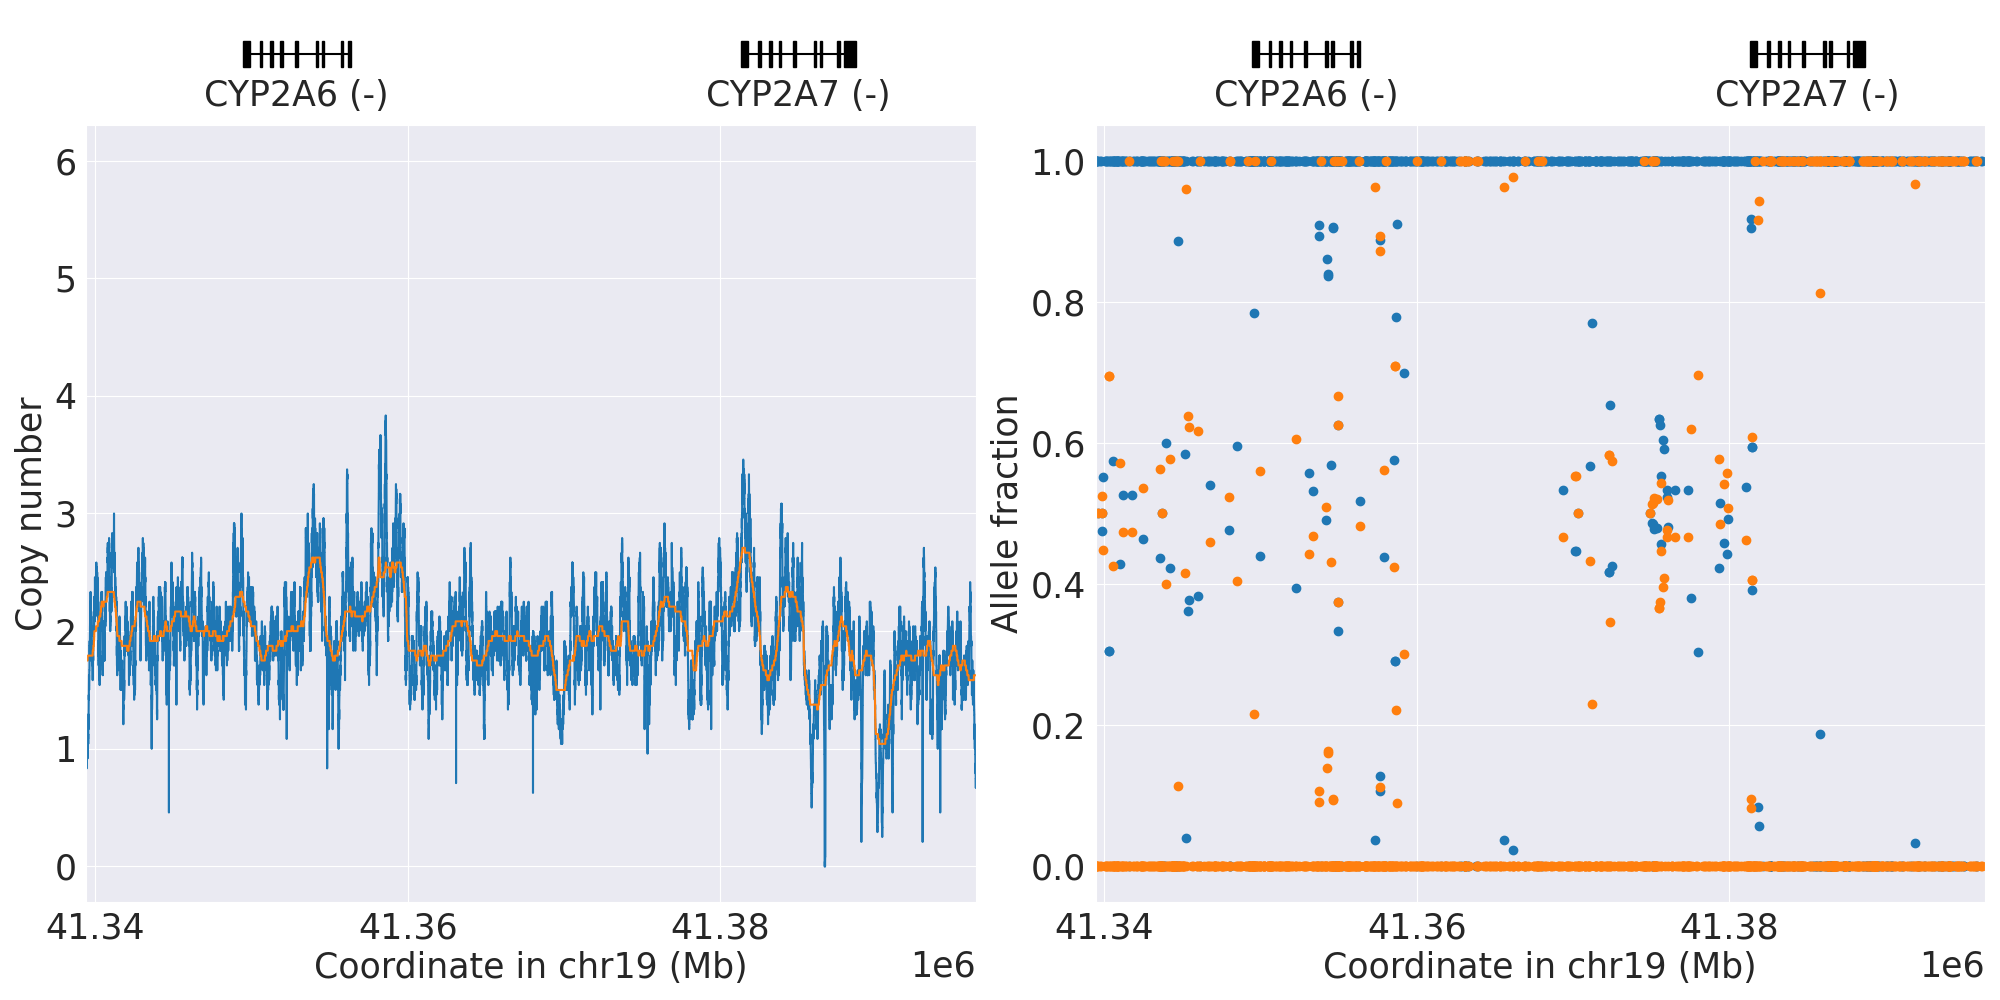 CYP2A6 (-)
CYP2A7 (-)
6
5
4
3
2
1
0
Copy number
41.34
41.36
41.38
Coordinate in chr19 (Mb)
1e6
CYP2A6 (-)
CYP2A7 (-)
1.0
0.8
0.6
0.4
0.2
0.0
Allele fraction
41.34
41.36
41.38
Coordinate in chr19 (Mb)
1e6